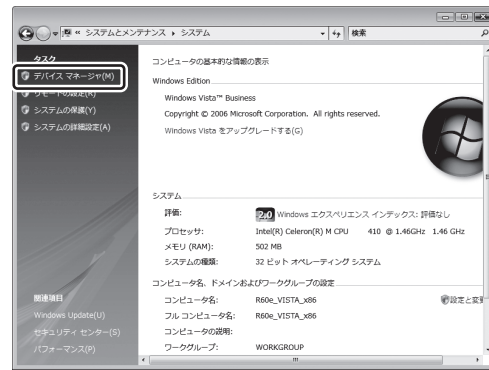 « システムとメンテナンス ▸ システム
検索
タスク
デバイス マネージャ(M)
リモートの設定(R)
システムの保護(Y)
システムの詳細設定(A)
関連項目
Windows Update(U)
セキュリティ センター(S)
パフォーマンス(P)
コンピュータの基本的な情報の表示
Windows Edition
Windows Vista™ Business
Copyright © 2006 Microsoft Corporation. All rights reserved.
Windows Vista をアップグレードする(G)
システム
評価: 2.0 Windows エクスペリエンス インデックス: 評価なし
プロセッサ: Intel(R) Celeron(R) M CPU 410 @ 1.46GHz 1.46 GHz
メモリ (RAM): 502 MB
システムの種類: 32 ビット オペレーティング システム
コンピュータ名、ドメインおよびワークグループの設定
コンピュータ名: R60e_VISTA_x86 設定と変更
フル コンピュータ名: R60e_VISTA_x86
コンピュータの説明:
ワークグループ: WORKGROUP